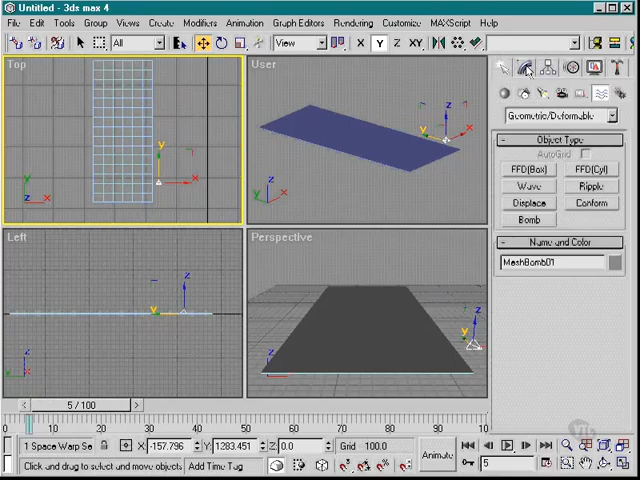 Untitled - 3ds max 4
File Edit Tools Group Views Create Modifiers Animation Graph Editors Rendering Customize MAXScript Help
All View X Y Z XY
Top
User
Left
Perspective
Geometric/Deformable
Object Type
AutoGrid
FFD(Box) FFD(Cyl)
Wave Ripple
Displace Conform
Bomb
Name and Color
MeshBomb01
5 / 100
0 10 20 30 40 50 60 70 80 90 100
1 Space Warp Se X -157.796 Y 1283.451 Z 0.0 Grid 100.0 Animate
Click and drag to select and move objects Add Time Tag 5